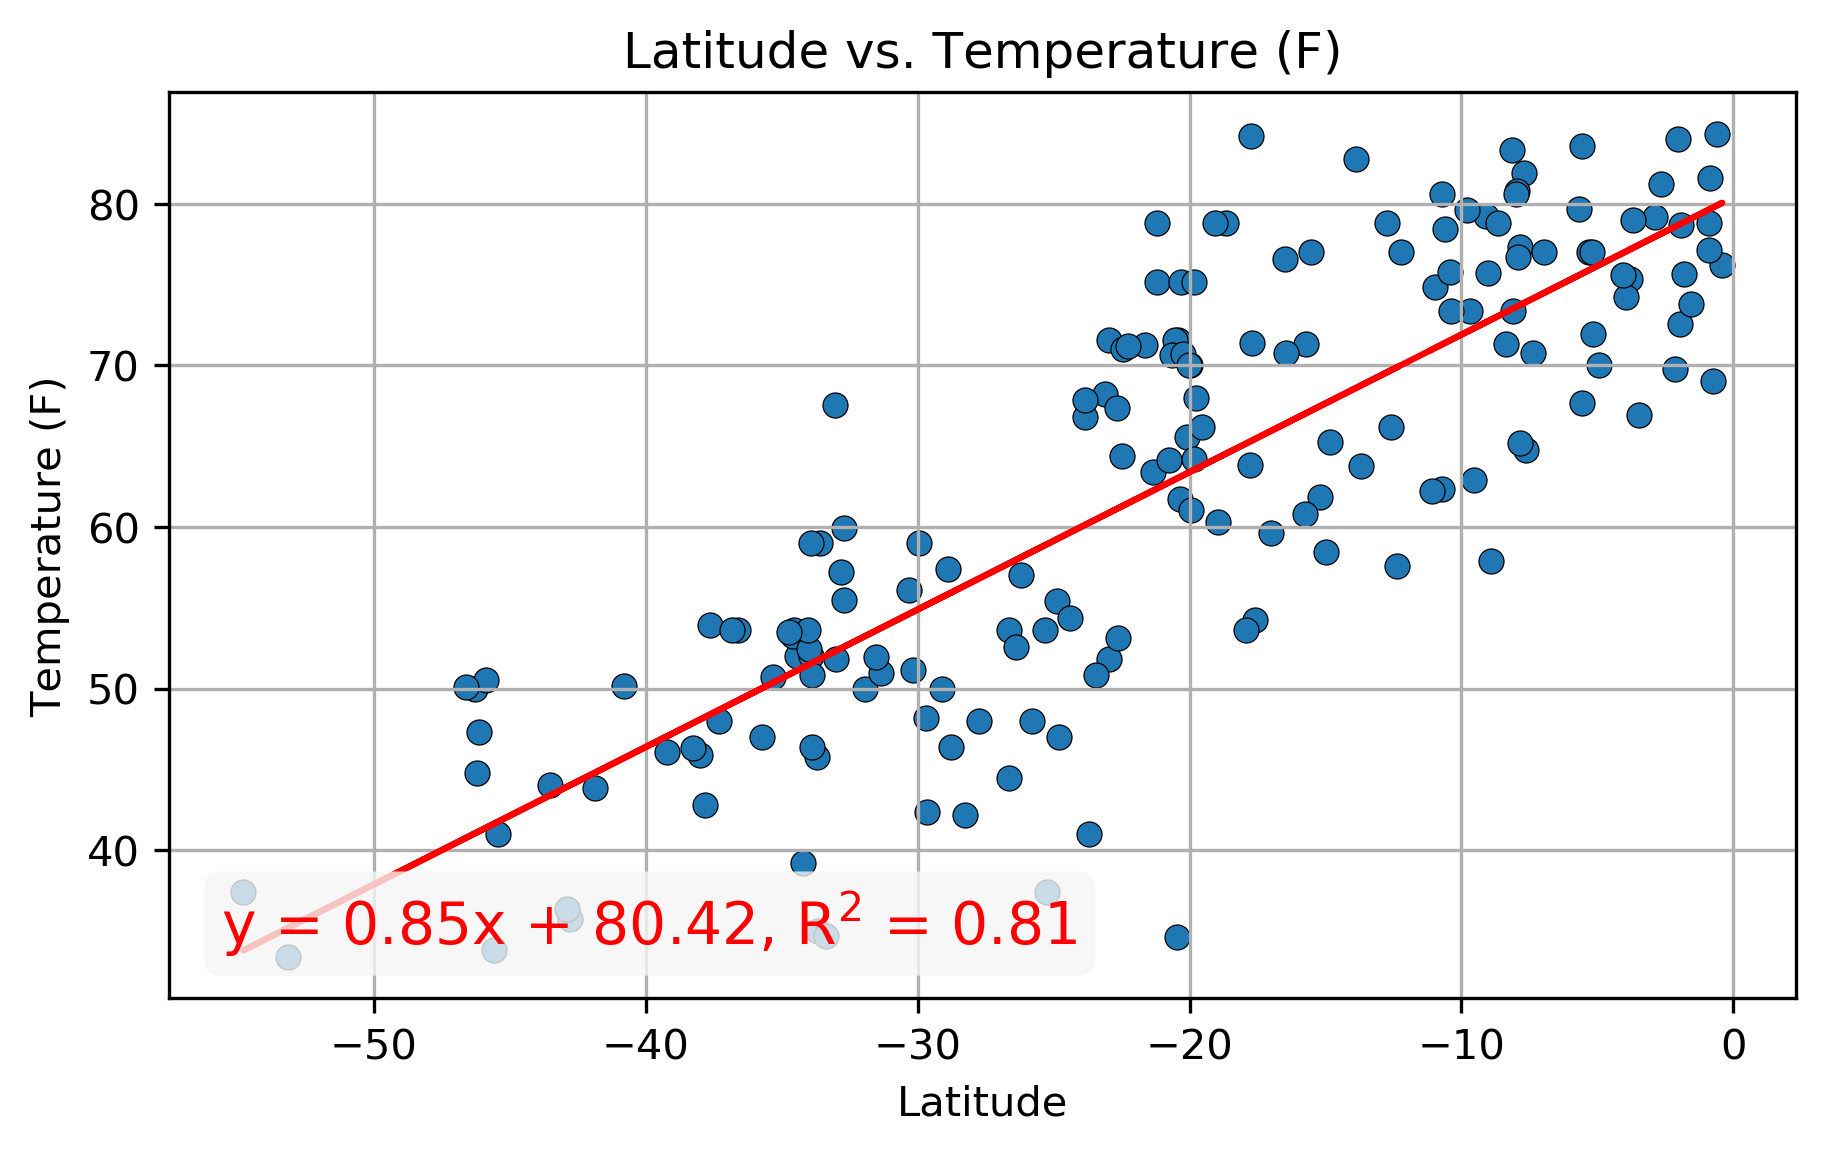 Latitude vs. Temperature (F)
80
70
60
50
40
Temperature (F)
y = 0.85x + 80.42, R² = 0.81
−50 −40 −30 −20 −10 0
Latitude